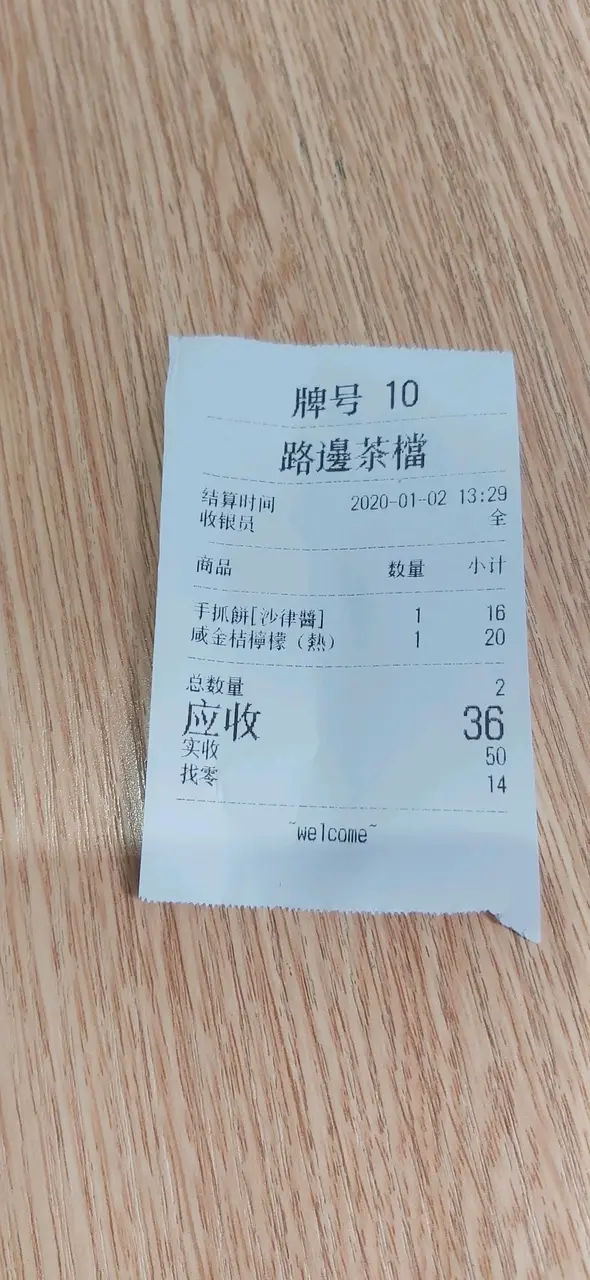 牌号 10
路邊茶檔
结算时间 2020-01-02 13:29
收银员 全
商品 数量 小计
手抓餅[沙律醬] 1 16
咸金桔檸檬（熱） 1 20
总数量 2
应收 36
实收 50
找零 14
~welcome~